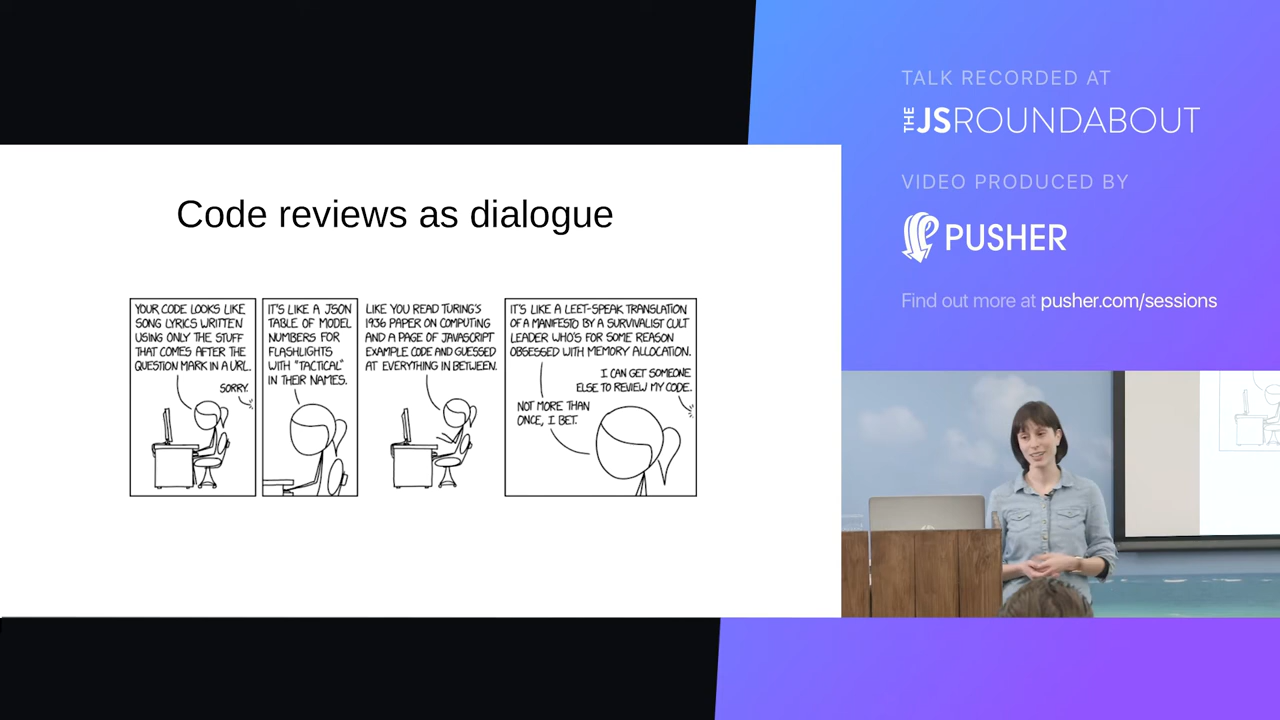 Code reviews as dialogue
YOUR CODE LOOKS LIKE
SONG LYRICS WRITTEN
USING ONLY THE STUFF
THAT COMES AFTER THE
QUESTION MARK IN A URL.
SORRY.
IT'S LIKE A JSON
TABLE OF MODEL
NUMBERS FOR
FLASHLIGHTS
WITH "TACTICAL"
IN THEIR NAMES.
LIKE YOU READ TURING'S
1936 PAPER ON COMPUTING
AND A PAGE OF JAVASCRIPT
EXAMPLE CODE AND GUESSED
AT EVERYTHING IN BETWEEN.
IT'S LIKE A LEET-SPEAK TRANSLATION
OF A MANIFESTO BY A SURVIVALIST CULT
LEADER WHO'S FOR SOME REASON
OBSESSED WITH MEMORY ALLOCATION.
I CAN GET SOMEONE
ELSE TO REVIEW MY CODE.
NOT MORE THAN
ONCE, I BET.
TALK RECORDED AT
THE JSROUNDABOUT
VIDEO PRODUCED BY
PUSHER
Find out more at pusher.com/sessions